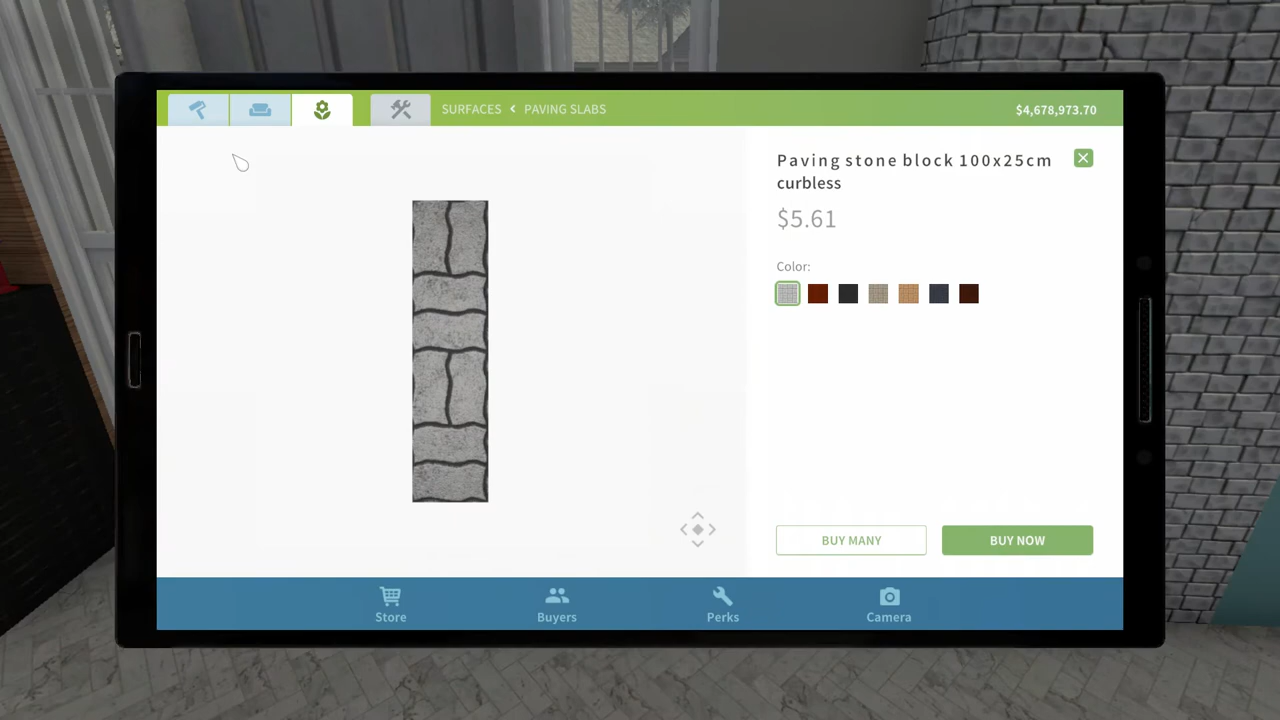 SURFACES < PAVING SLABS
$4,678,973.70
Paving stone block 100x25cm
curbless
$5.61
Color:
BUY MANY
BUY NOW
Store
Buyers
Perks
Camera